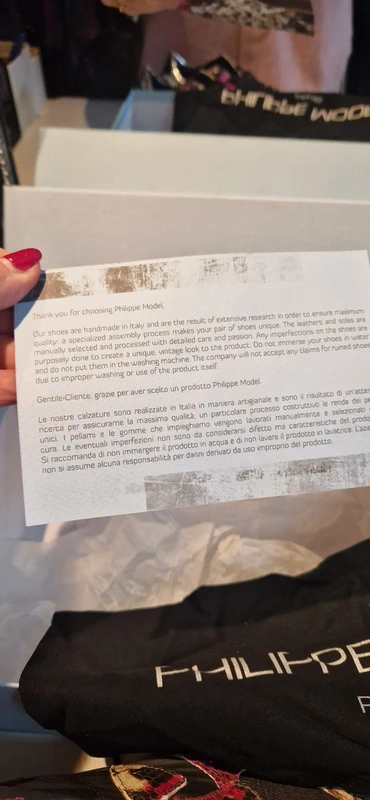 PHILIPPE MODEL
Thank you for choosing Philippe Model,
Our shoes are handmade in Italy and are the result of extensive research in order to ensure maximum
quality: a specialized assembly process makes your pair of shoes unique. The leathers and soles are
manually selected and processed with detailed care and passion. Any imperfections on the shoes are
purposely done to create a unique, vintage look to the product. Do not immerse your shoes in water
and do not put them in the washing machine. The company will not accept any claims for ruined shoes
due to improper washing or use of the product itself.
Gentile Cliente, grazie per aver scelto un prodotto Philippe Model.
Le nostre calzature sono realizzate in Italia in maniera artigianale e sono il risultato di un'atten
ricerca per assicurarne la massima qualità: un particolare processo costruttivo le rende dei pe
unici. I pellami e le gomme che impieghiamo vengono lavorati manualmente e selezionati
cura. Le eventuali imperfezioni non sono da considerarsi difetto ma caratteristiche del prodo
Si raccomanda di non immergere il prodotto in acqua e di non lavare il prodotto in lavatrice. L'azie
non si assume alcuna responsabilità per danni derivati da uso improprio del prodotto.
PHILIPPE